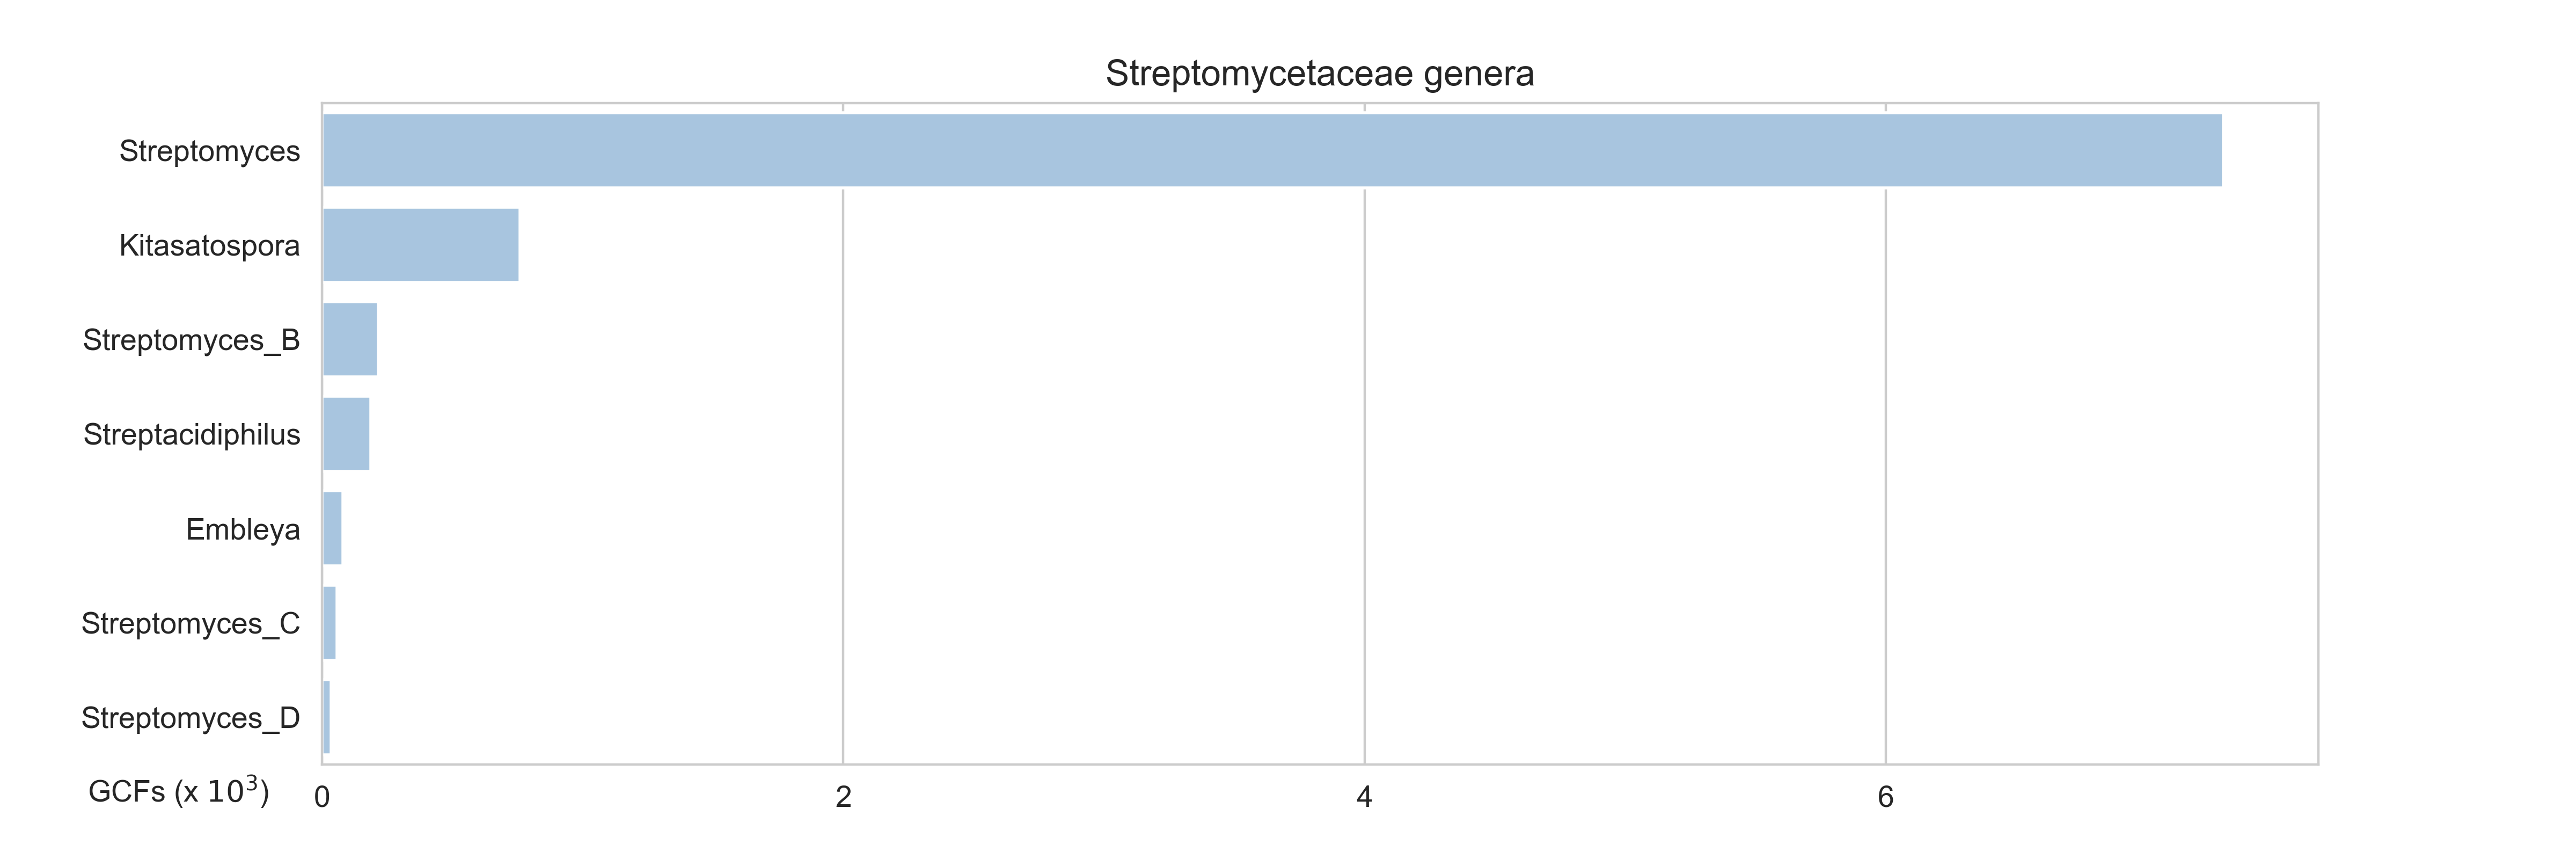 Streptomycetaceae genera
Streptomyces
Kitasatospora
Streptomyces_B
Streptacidiphilus
Embleya
Streptomyces_C
Streptomyces_D
GCFs (x 10³)
0 2 4 6